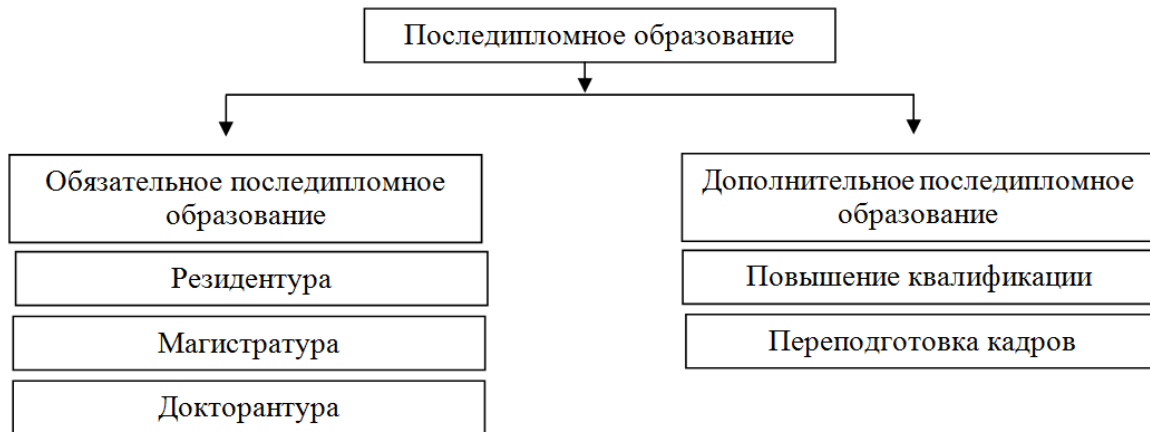 Последипломное образование
Обязательное последипломное
образование
Резидентура
Магистратура
Докторантура
Дополнительное последипломное
образование
Повышение квалификации
Переподготовка кадров